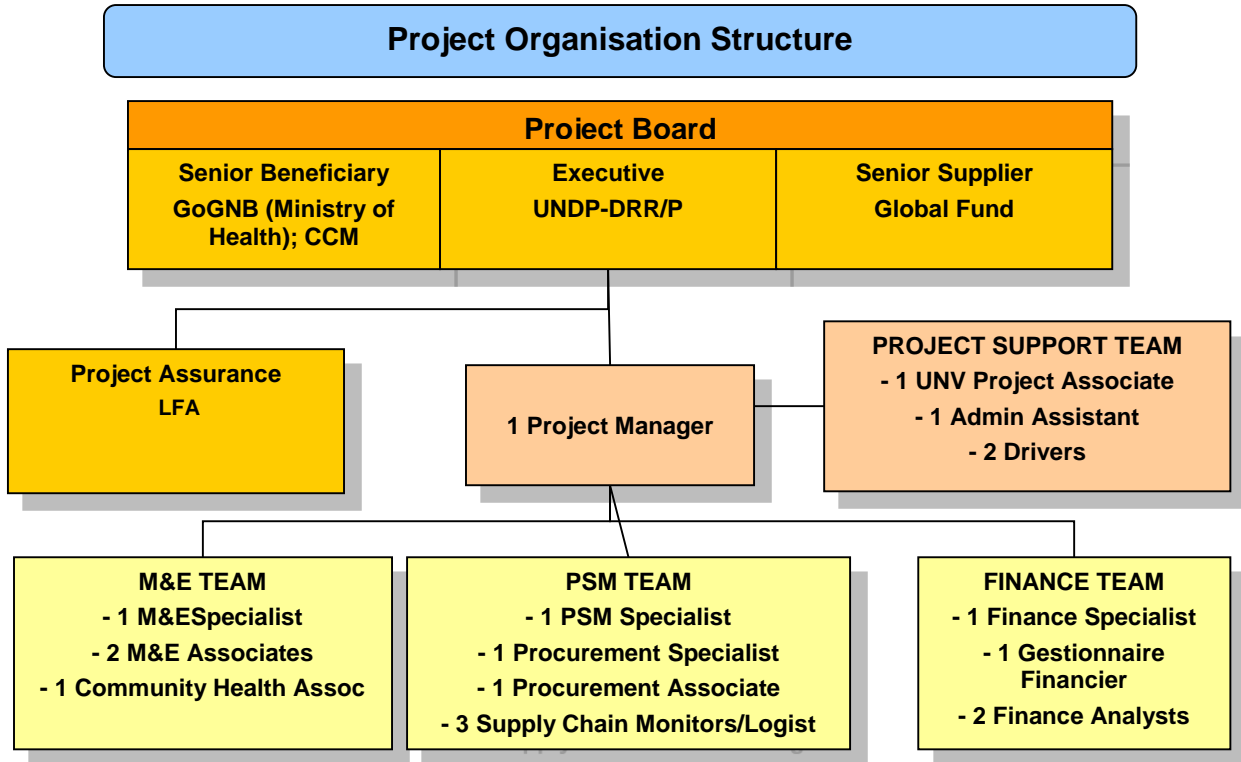 Project Organisation Structure
Project Board
Senior Beneficiary
GoGNB (Ministry of
Health); CCM
Executive
UNDP-DRR/P
Senior Supplier
Global Fund
Project Assurance
LFA
1 Project Manager
PROJECT SUPPORT TEAM
- 1 UNV Project Associate
- 1 Admin Assistant
- 2 Drivers
M&E TEAM
- 1 M&ESpecialist
- 2 M&E Associates
- 1 Community Health Assoc
PSM TEAM
- 1 PSM Specialist
- 1 Procurement Specialist
- 1 Procurement Associate
- 3 Supply Chain Monitors/Logist
FINANCE TEAM
- 1 Finance Specialist
- 1 Gestionnaire
Financier
- 2 Finance Analysts